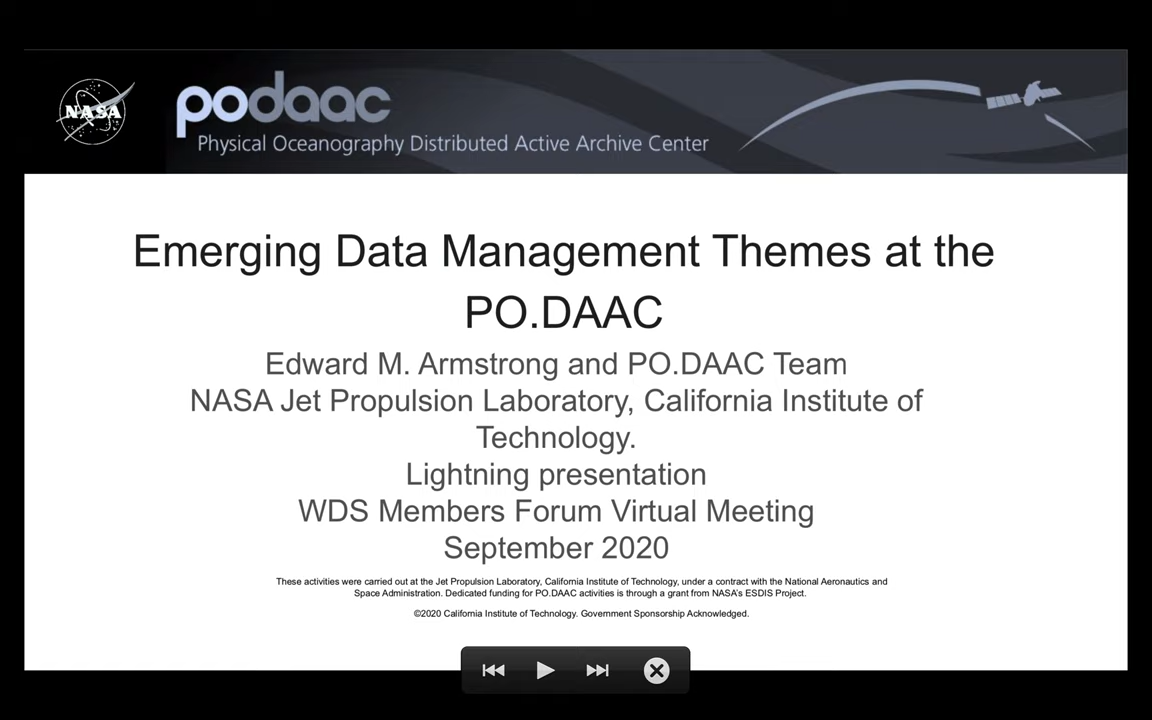 NASA
podaac
Physical Oceanography Distributed Active Archive Center
Emerging Data Management Themes at the
PO.DAAC
Edward M. Armstrong and PO.DAAC Team
NASA Jet Propulsion Laboratory, California Institute of
Technology.
Lightning presentation
WDS Members Forum Virtual Meeting
September 2020
These activities were carried out at the Jet Propulsion Laboratory, California Institute of Technology, under a contract with the National Aeronautics and
Space Administration. Dedicated funding for PO.DAAC activities is through a grant from NASA's ESDIS Project.
©2020 California Institute of Technology. Government Sponsorship Acknowledged.